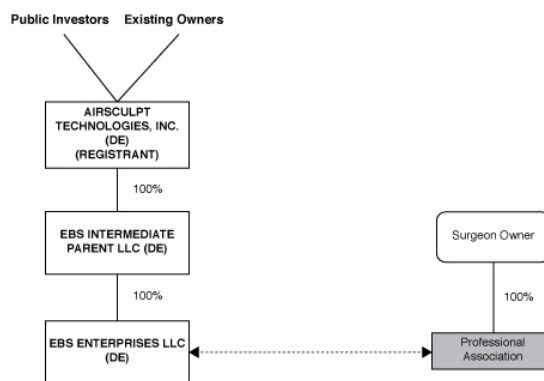 Public Investors Existing Owners
AIRSCULPT
TECHNOLOGIES, INC.
(DE)
(REGISTRANT)
100%
EBS INTERMEDIATE
PARENT LLC (DE)
Surgeon Owner
100%
100%
EBS ENTERPRISES LLC
(DE)
Professional
Association